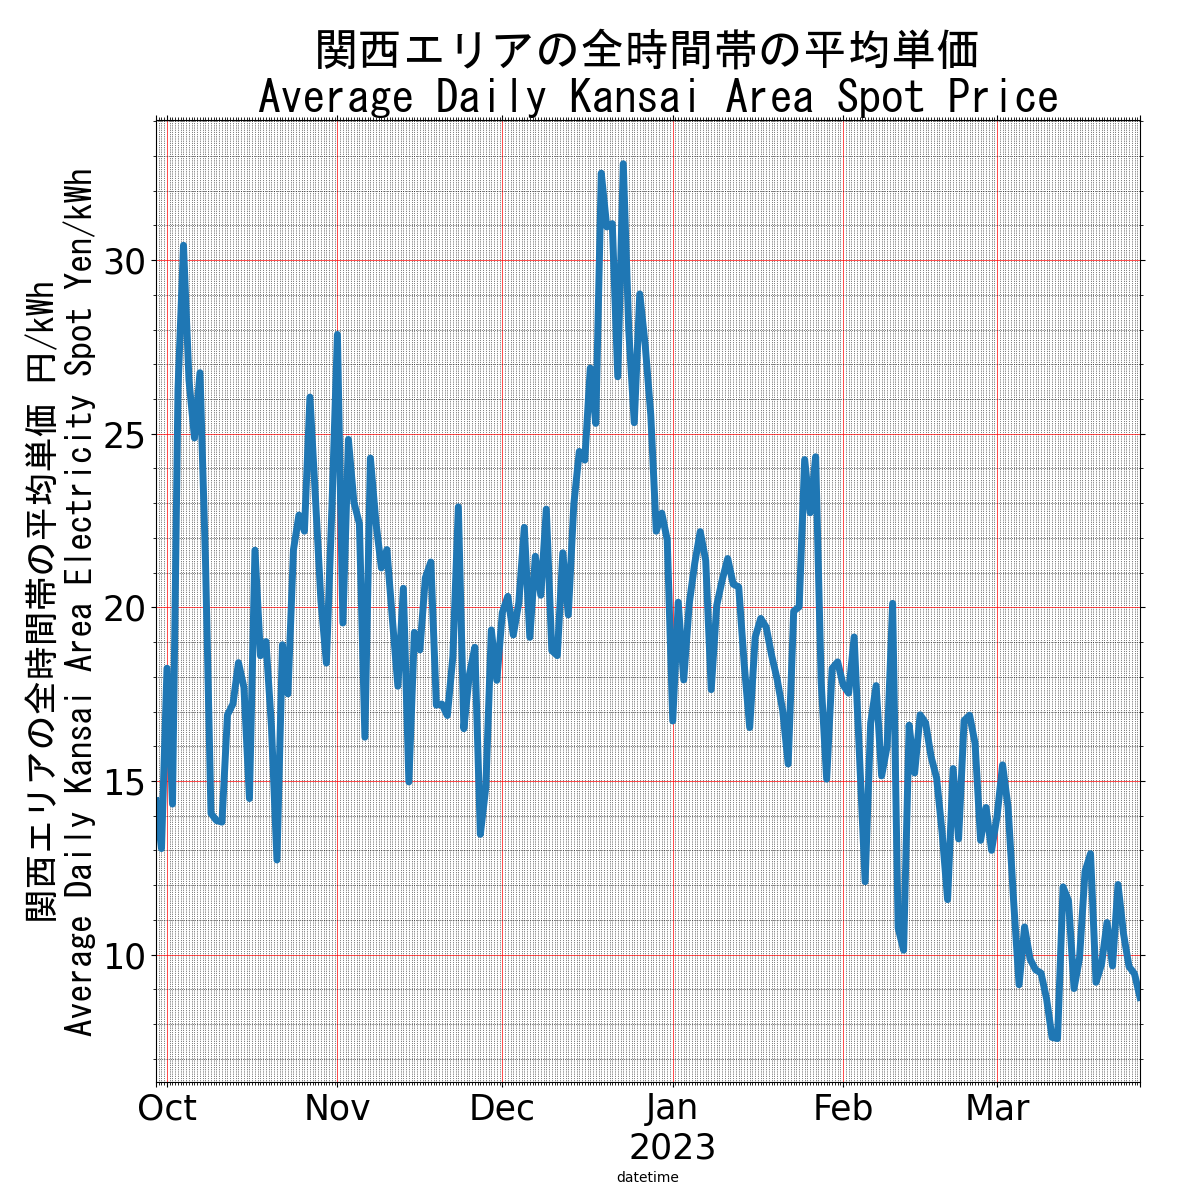 関西エリアの全時間帯の平均単価
Average Daily Kansai Area Spot Price
関西エリアの全時間帯の平均単価 円/kWh
Average Daily Kansai Area Electricity Spot Yen/kWh
30
25
20
15
10
Oct
Nov
Dec
Jan
2023
Feb
Mar
datetime